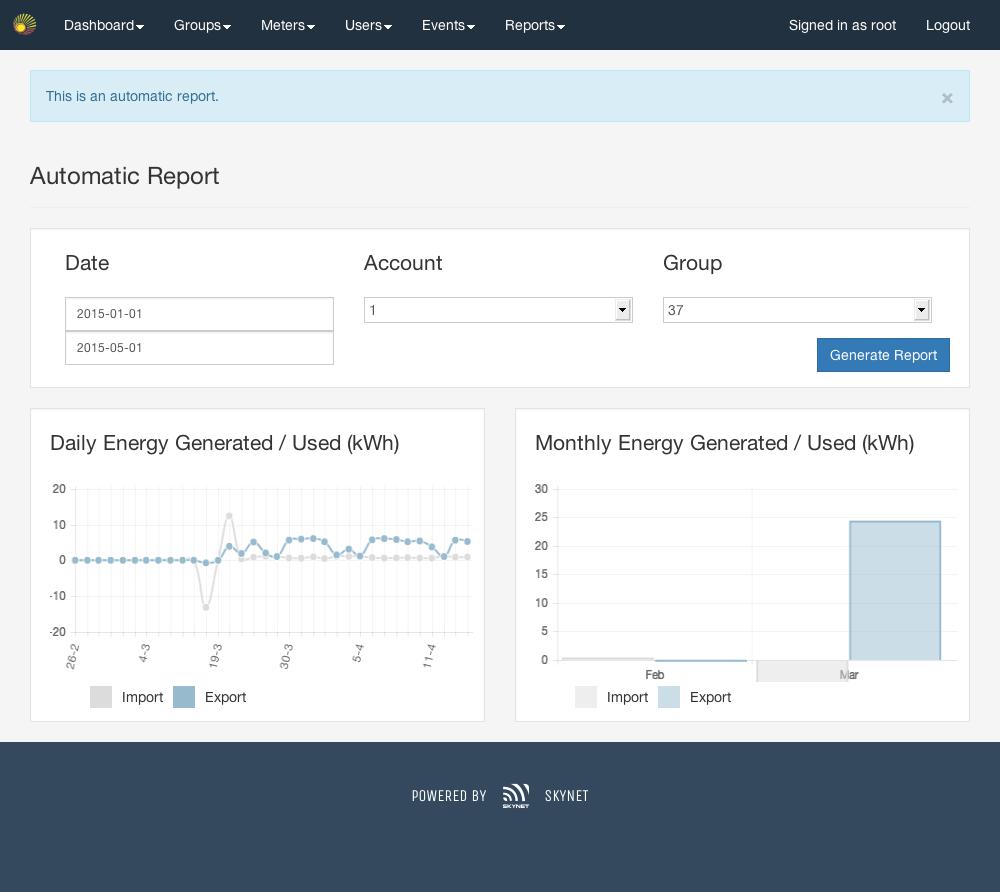 Dashboard Groups Meters Users Events Reports Signed in as root Logout
This is an automatic report.
×
Automatic Report
Date
Account
Group
2015-01-01
1
37
2015-05-01
Generate Report
Daily Energy Generated / Used (kWh)
20
10
0
-10
-20
26-2
4-3
19-3
30-3
5-4
11-4
Import Export
Monthly Energy Generated / Used (kWh)
30
25
20
15
10
5
0
Feb
Mar
Import Export
POWERED BY SKYNET SKYNET